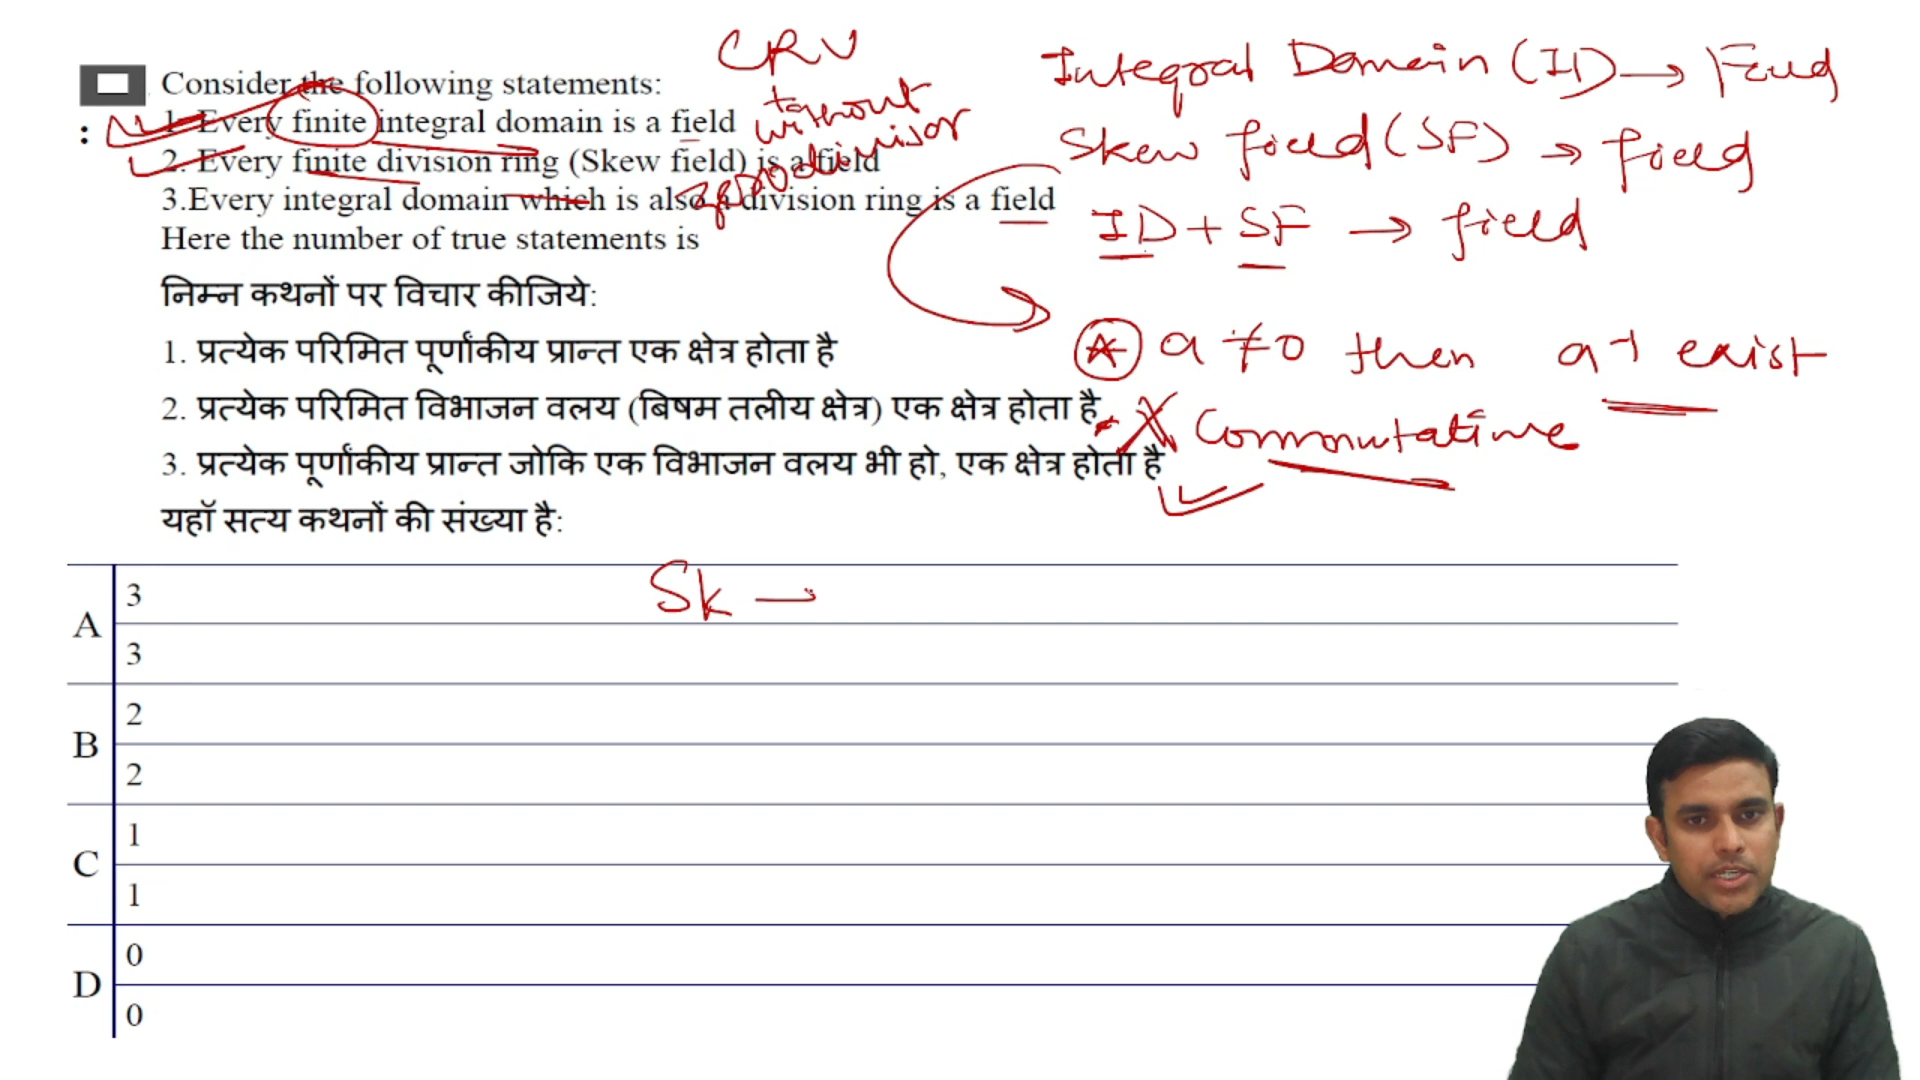 Consider the following statements:
1. Every finite integral domain is a field
2. Every finite division ring (Skew field) is a field
3.Every integral domain which is also a division ring is a field
Here the number of true statements is
निम्न कथनों पर विचार कीजिये:
1. प्रत्येक परिमित पूर्णांकीय प्रान्त एक क्षेत्र होता है
2. प्रत्येक परिमित विभाजन वलय (बिषम तलीय क्षेत्र) एक क्षेत्र होता है
3. प्रत्येक पूर्णांकीय प्रान्त जोकि एक विभाजन वलय भी हो, एक क्षेत्र होता है
यहाँ सत्य कथनों की संख्या है:
CRU
without
zero divisor
Integral Domain (ID) → Feild
Skew field (SF) → field
ID + SF → field
* a ≠ 0 then a-1 exist
Commutative
Sk →
A
3
3
B
2
2
C
1
1
D
0
0